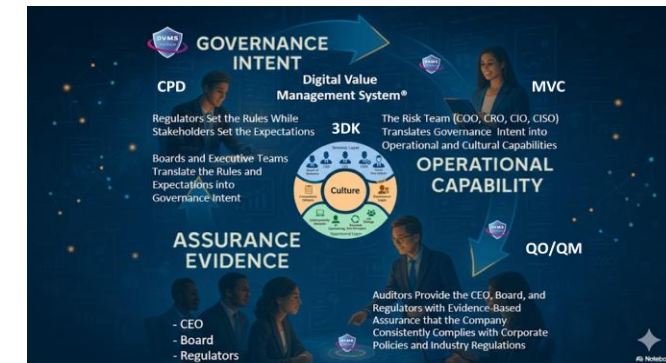 DVMS
GOVERNANCE
INTENT
CPD
Digital Value
Management System®
MVC
Regulators Set the Rules While
Stakeholders Set the Expectations
3DK
The Risk Team (COO, CRO, CIO, CISO)
Translates Governance Intent into
Operational and Cultural Capabilities
Boards and Executive Teams
Translate the Rules and
Expectations into
Governance Intent
Culture
OPERATIONAL
CAPABILITY
ASSURANCE
EVIDENCE
QO/QM
Auditors Provide the CEO, Board, and
Regulators with Evidence-Based
Assurance that the Company
Consistently Complies with Corporate
Policies and Industry Regulations
- CEO
- Board
- Regulators